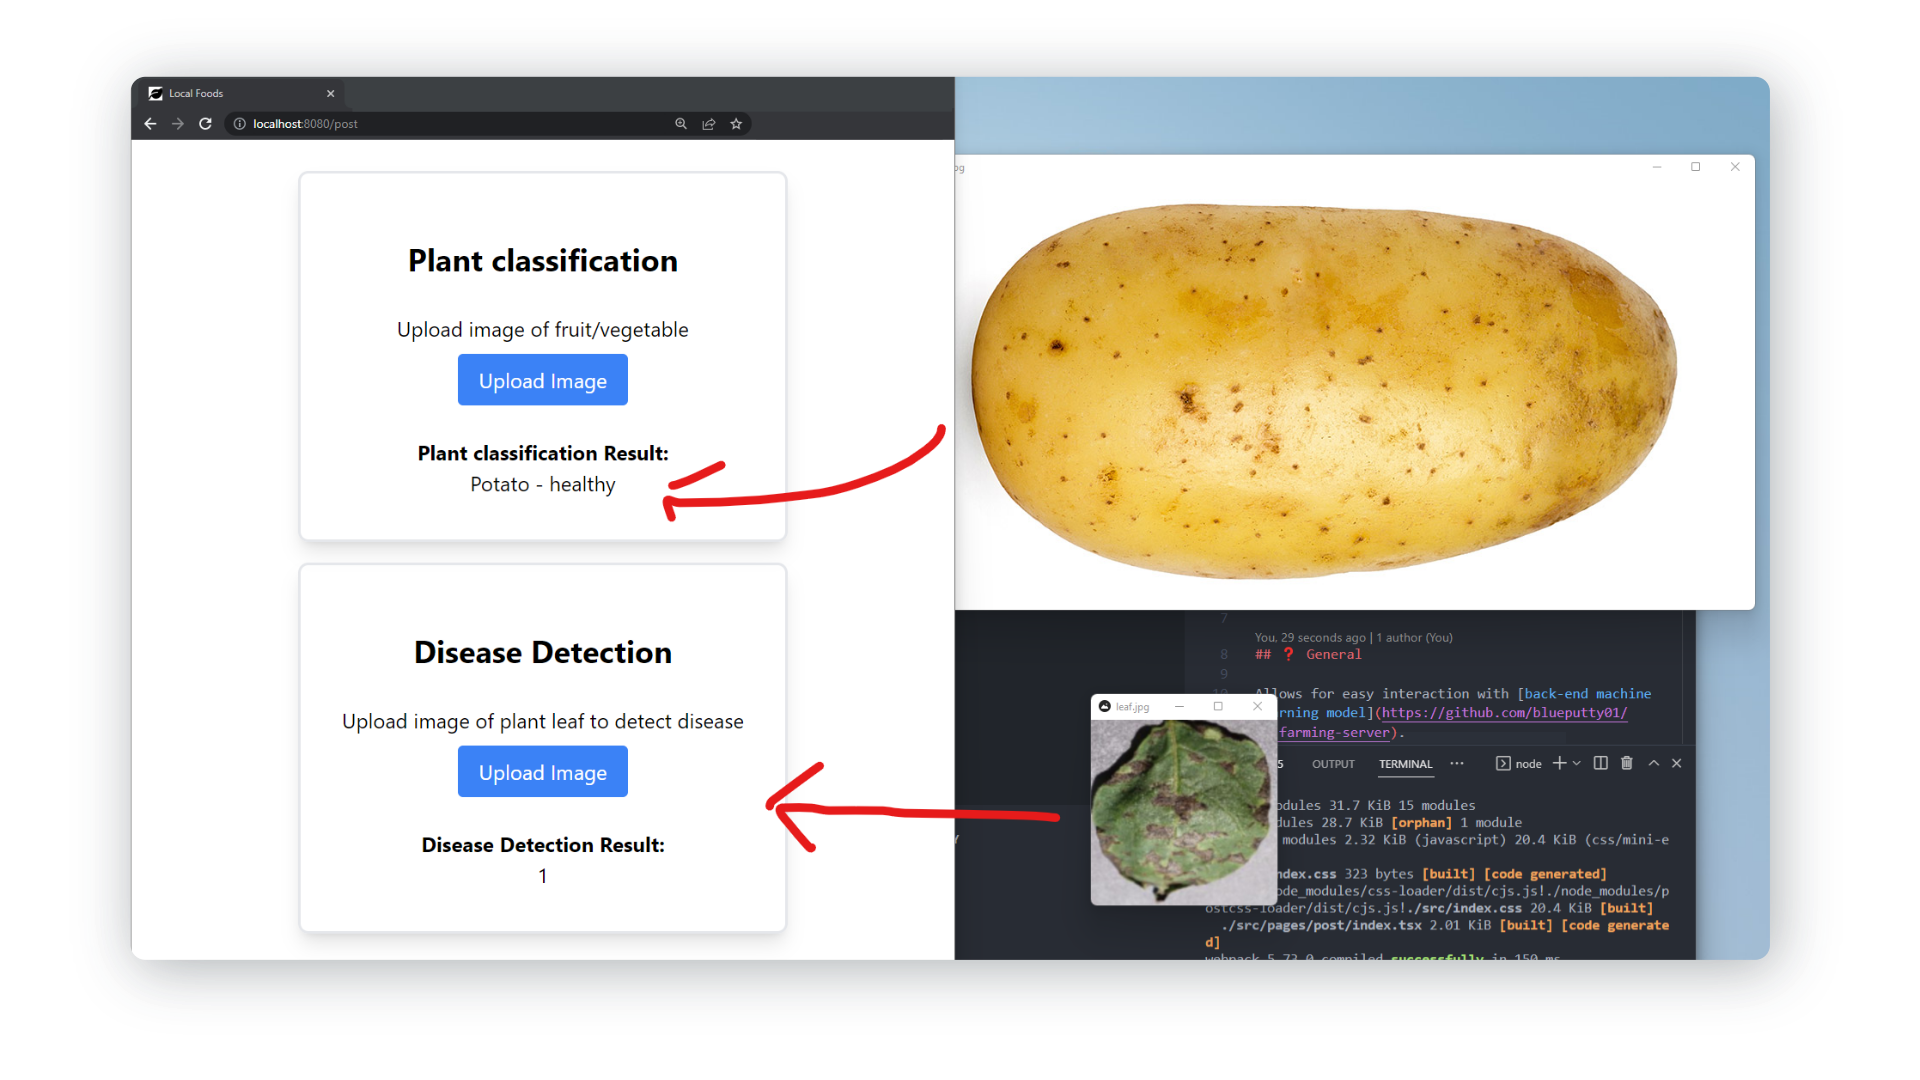 Local Foods
localhost:8080/post
Plant classification
Upload image of fruit/vegetable
Upload Image
Plant classification Result:
Potato - healthy
Disease Detection
Upload image of plant leaf to detect disease
Upload Image
Disease Detection Result:
1
pg
7
You, 29 seconds ago | 1 author (You)
8 ## ❓ General
9
Allows for easy interaction with [back-end machine
rning model](https://github.com/blueputty01/
farming-server).
leaf.jpg
5 OUTPUT TERMINAL ··· node
odules 31.7 KiB 15 modules
dules 28.7 KiB [orphan] 1 module
modules 2.32 KiB (javascript) 20.4 KiB (css/mini-e
ndex.css 323 bytes [built] [code generated]
ode_modules/css-loader/dist/cjs.js!./node_modules/p
ostcss-loader/dist/cjs.js!./src/index.css 20.4 KiB [built]
./src/pages/post/index.tsx 2.01 KiB [built] [code generate
d]
webpack 5.73.0 compiled successfully in 150 ms